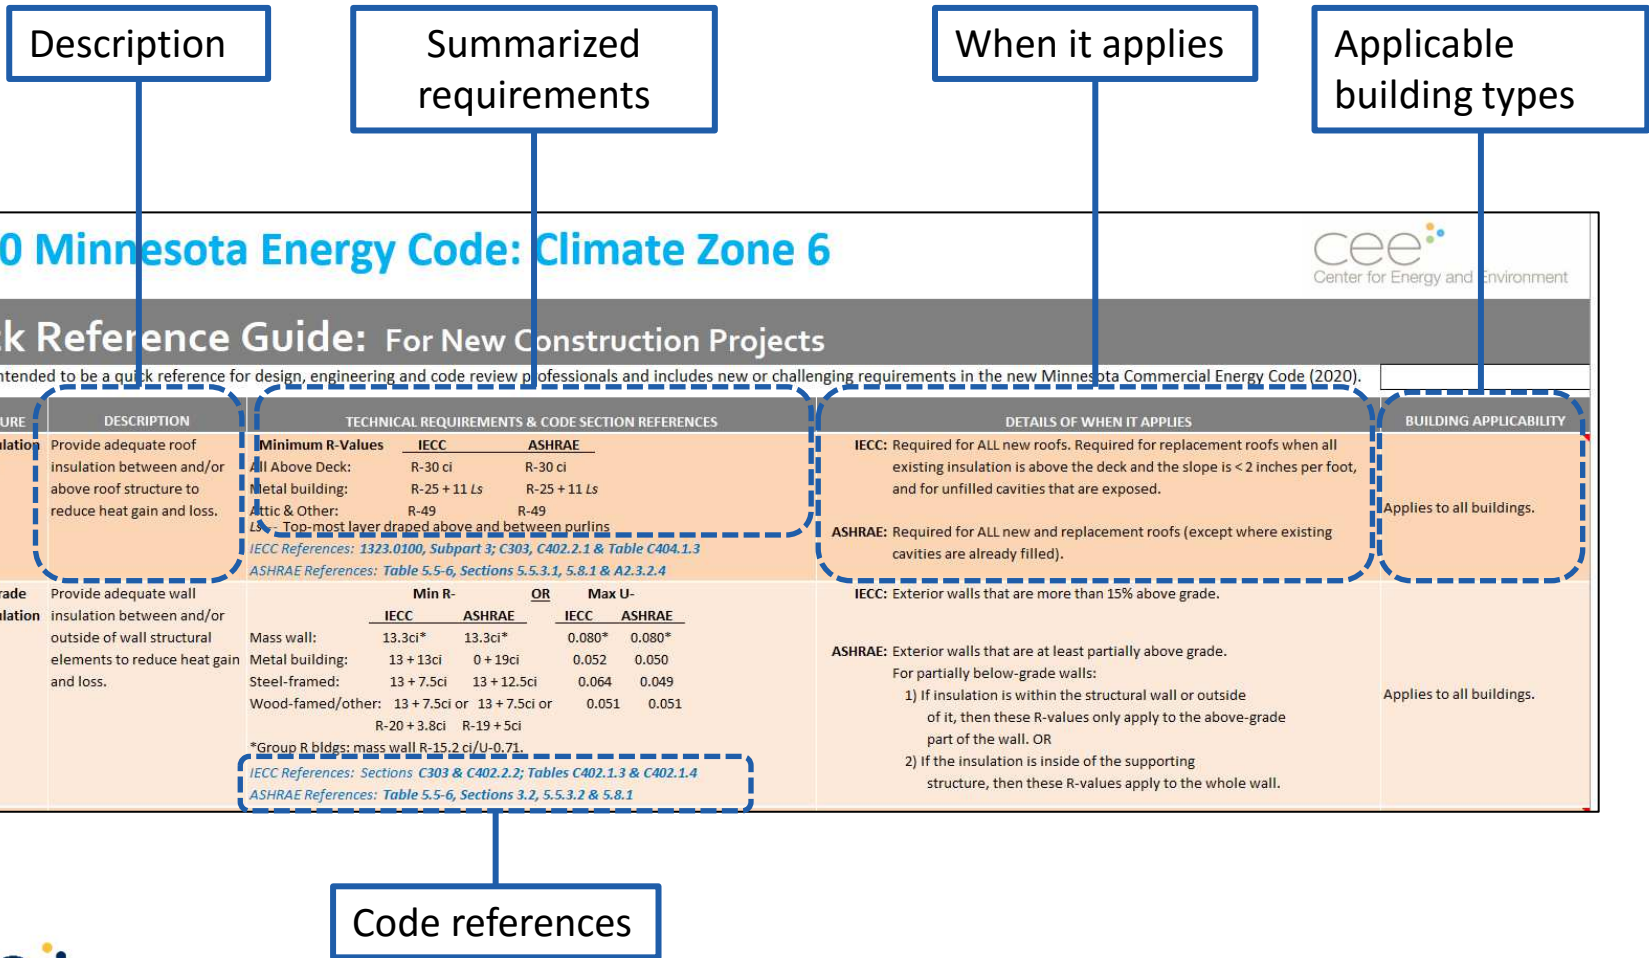 Description
Summarized
requirements
When it applies
Applicable
building types
0 Minnesota Energy Code: Climate Zone 6
cee
Center for Energy and Environment
ck Reference Guide: For New Construction Projects
ntended to be a quick reference for design, engineering and code review professionals and includes new or challenging requirements in the new Minnesota Commercial Energy Code (2020).
URE DESCRIPTION TECHNICAL REQUIREMENTS & CODE SECTION REFERENCES DETAILS OF WHEN IT APPLIES BUILDING APPLICABILITY
ulation
Provide adequate roof
insulation between and/or
above roof structure to
reduce heat gain and loss.
Minimum R-Values IECC ASHRAE
All Above Deck: R-30 ci R-30 ci
Metal building: R-25 + 11 Ls R-25 + 11 Ls
Attic & Other: R-49 R-49
Ls -- Top-most layer draped above and between purlins
IECC References: 1323.0100, Subpart 3; C303, C402.2.1 & Table C404.1.3
ASHRAE References: Table 5.5-6, Sections 5.5.3.1, 5.8.1 & A2.3.2.4
IECC: Required for ALL new roofs. Required for replacement roofs when all
existing insulation is above the deck and the slope is < 2 inches per foot,
and for unfilled cavities that are exposed.
ASHRAE: Required for ALL new and replacement roofs (except where existing
cavities are already filled).
Applies to all buildings.
rade
ulation
Provide adequate wall
insulation between and/or
outside of wall structural
elements to reduce heat gain
and loss.
Min R- OR Max U-
IECC ASHRAE IECC ASHRAE
Mass wall: 13.3ci* 13.3ci* 0.080* 0.080*
Metal building: 13 + 13ci 0 + 19ci 0.052 0.050
Steel-framed: 13 + 7.5ci 13 + 12.5ci 0.064 0.049
Wood-famed/other: 13 + 7.5ci or 13 + 7.5ci or 0.051 0.051
R-20 + 3.8ci R-19 + 5ci
*Group R bldgs: mass wall R-15.2 ci/U-0.71.
IECC References: Sections C303 & C402.2.2; Tables C402.1.3 & C402.1.4
ASHRAE References: Table 5.5-6, Sections 3.2, 5.5.3.2 & 5.8.1
IECC: Exterior walls that are more than 15% above grade.
ASHRAE: Exterior walls that are at least partially above grade.
For partially below-grade walls:
1) If insulation is within the structural wall or outside
of it, then these R-values only apply to the above-grade
part of the wall. OR
2) If the insulation is inside of the supporting
structure, then these R-values apply to the whole wall.
Applies to all buildings.
Code references